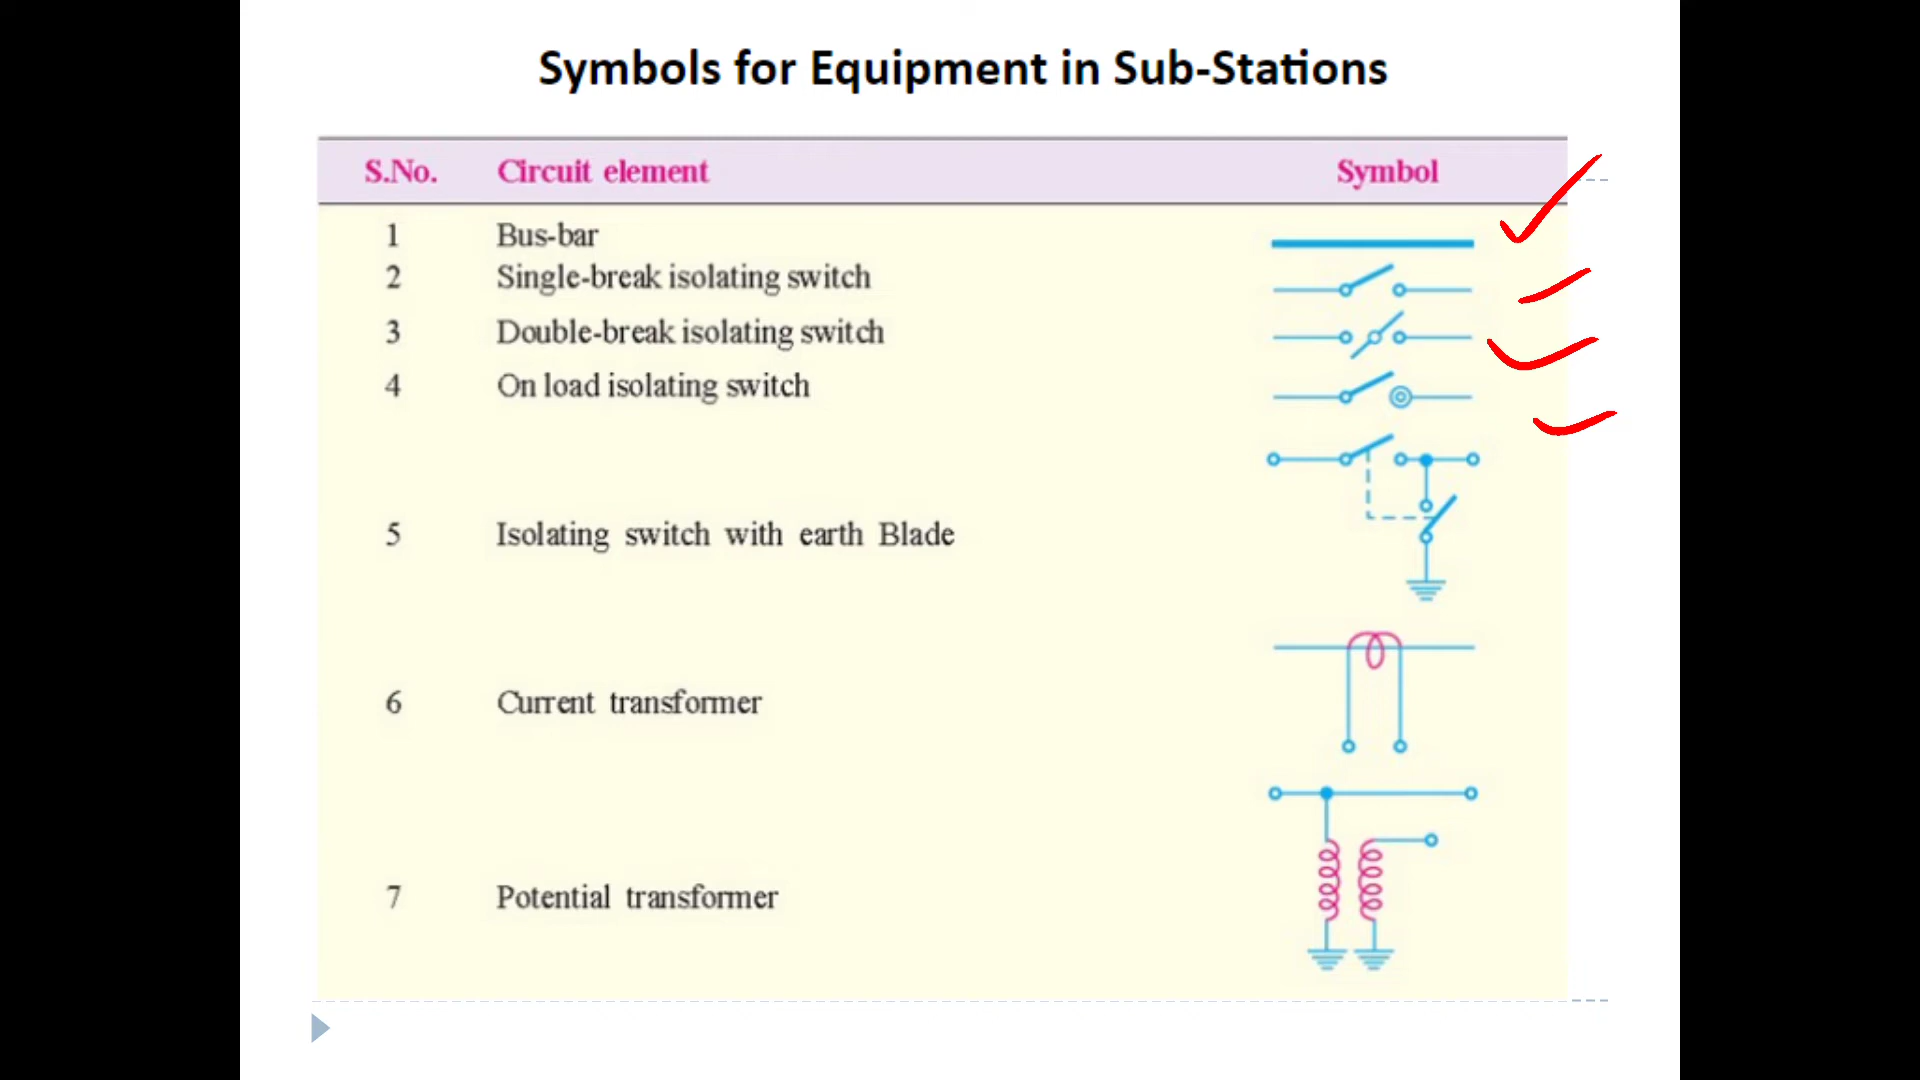 Symbols for Equipment in Sub-Stations
S.No. Circuit element Symbol
1 Bus-bar
2 Single-break isolating switch
3 Double-break isolating switch
4 On load isolating switch
5 Isolating switch with earth Blade
6 Current transformer
7 Potential transformer